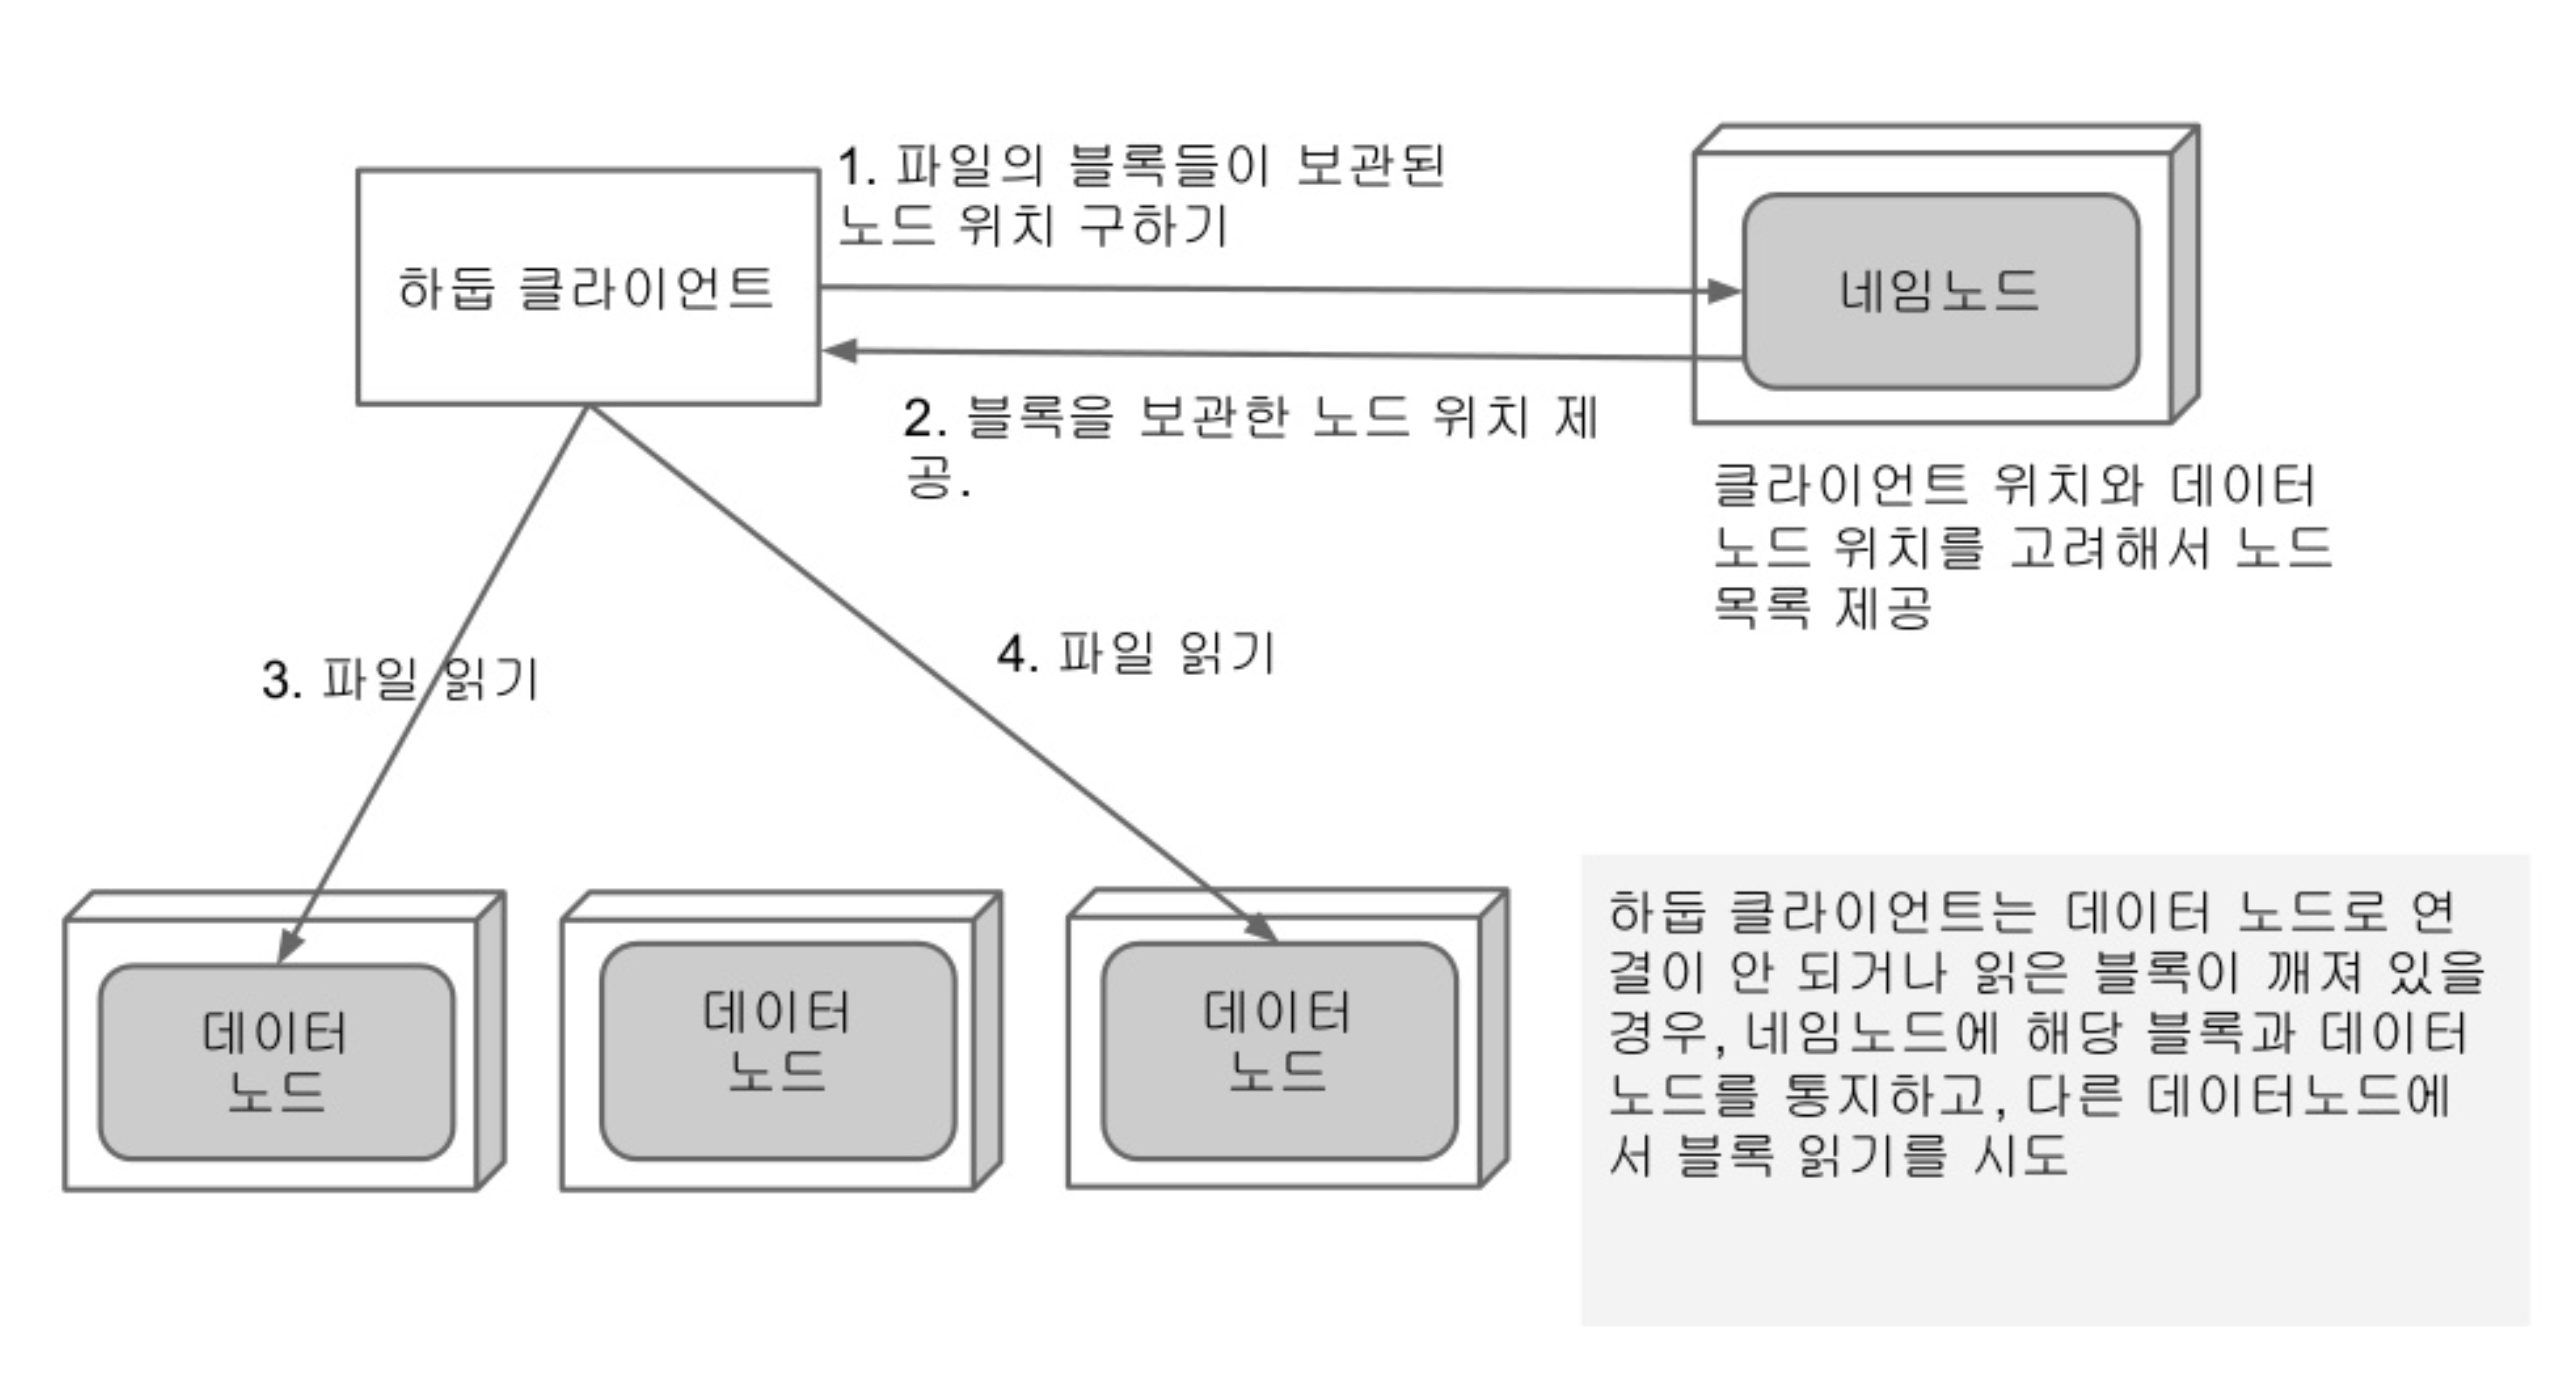 1. 파일의 블록들이 보관된
노드 위치 구하기
하둡 클라이언트
네임노드
2. 블록을 보관한 노드 위치 제
공.
클라이언트 위치와 데이터
노드 위치를 고려해서 노드
목록 제공
3. 파일 읽기
4. 파일 읽기
데이터
노드
데이터
노드
데이터
노드
하둡 클라이언트는 데이터 노드로 연
결이 안 되거나 읽은 블록이 깨져 있을
경우, 네임노드에 해당 블록과 데이터
노드를 통지하고, 다른 데이터노드에
서 블록 읽기를 시도